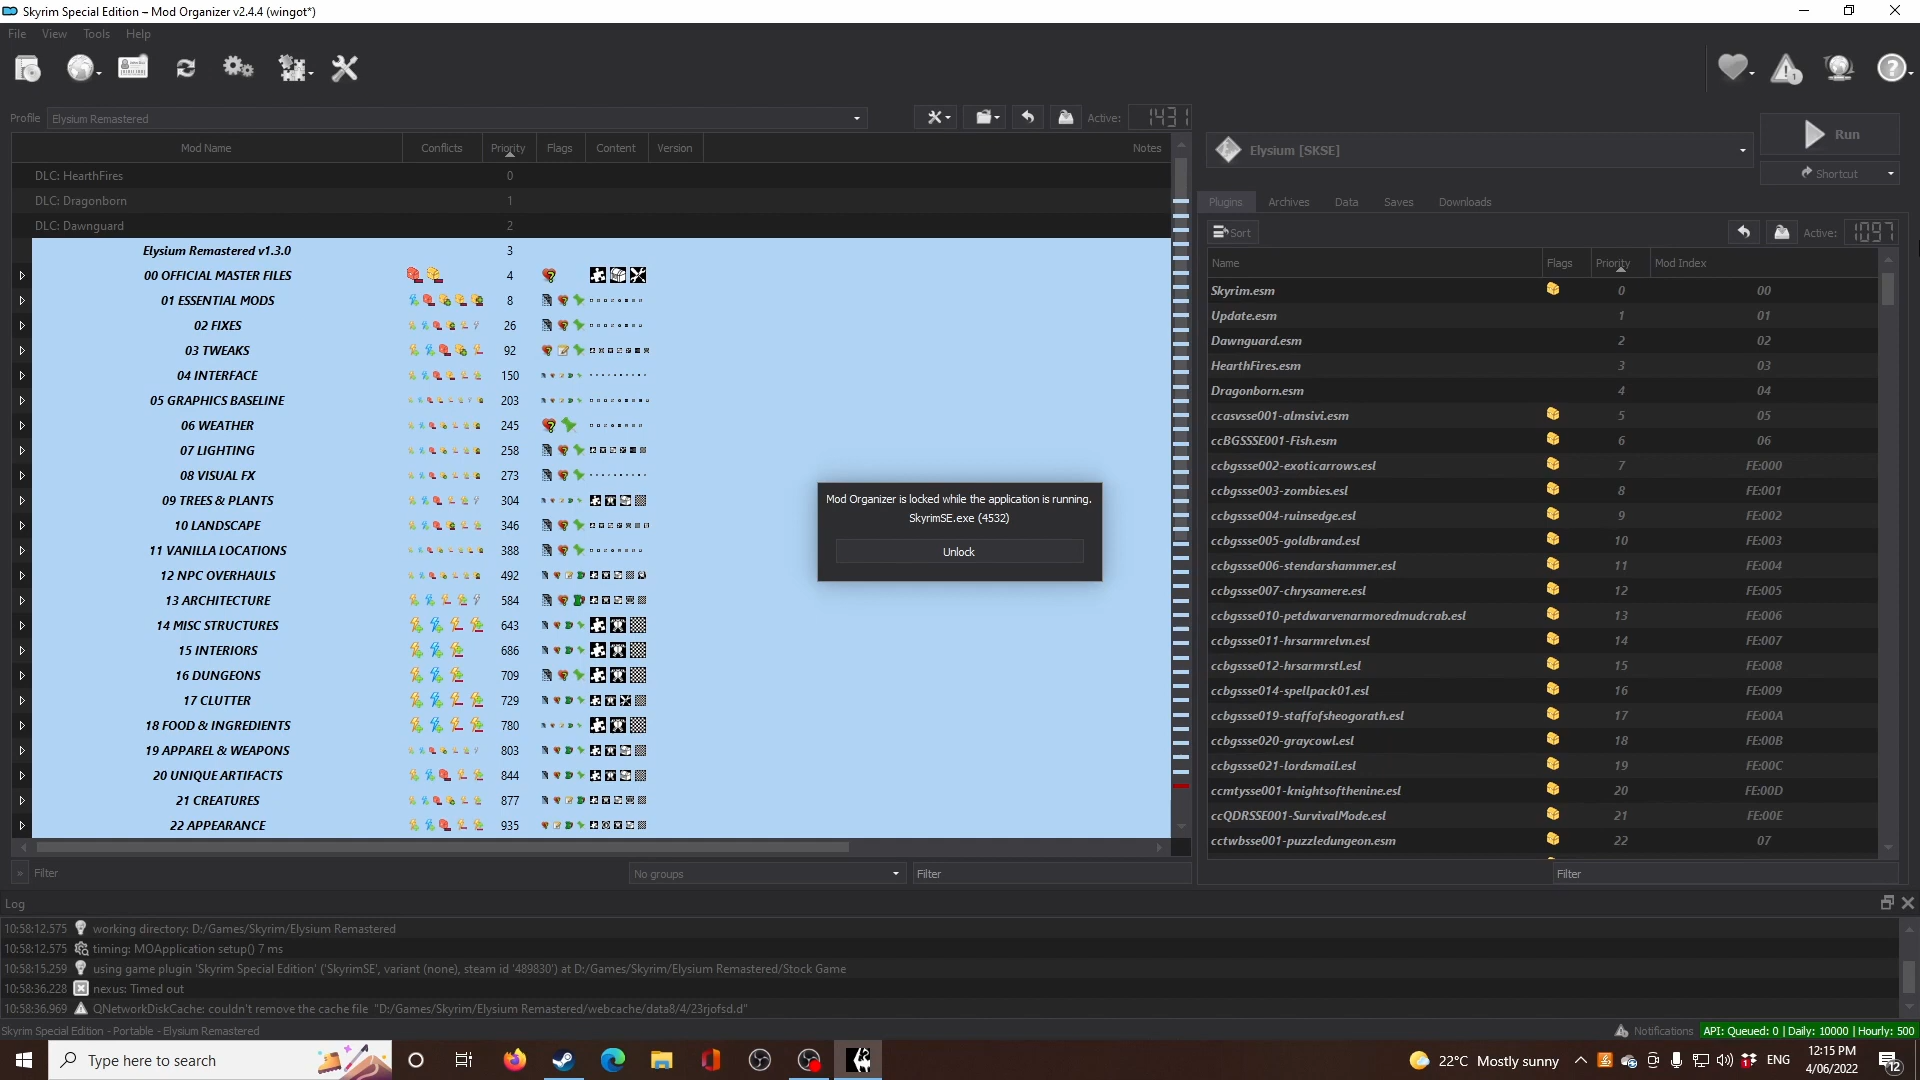 Skyrim Special Edition – Mod Organizer v2.4.4 (wingot*)
File View Tools Help
Profile Elysium Remastered
Active: 1431
Mod Name Conflicts Priority Flags Content Version Notes
DLC: HearthFires 0
DLC: Dragonborn 1
DLC: Dawnguard 2
Elysium Remastered v1.3.0 3
00 OFFICIAL MASTER FILES 4
01 ESSENTIAL MODS 8
02 FIXES 26
03 TWEAKS 92
04 INTERFACE 150
05 GRAPHICS BASELINE 203
06 WEATHER 245
07 LIGHTING 258
08 VISUAL FX 273
09 TREES & PLANTS 304
10 LANDSCAPE 346
11 VANILLA LOCATIONS 388
12 NPC OVERHAULS 492
13 ARCHITECTURE 584
14 MISC STRUCTURES 643
15 INTERIORS 686
16 DUNGEONS 709
17 CLUTTER 729
18 FOOD & INGREDIENTS 780
19 APPAREL & WEAPONS 803
20 UNIQUE ARTIFACTS 844
21 CREATURES 877
22 APPEARANCE 935
Filter No groups Filter
Mod Organizer is locked while the application is running.
SkyrimSE.exe (4532)
Unlock
Elysium [SKSE]
Run
Shortcut
Plugins Archives Data Saves Downloads
Sort Active: 1097
Name Flags Priority Mod Index
Skyrim.esm 0 00
Update.esm 1 01
Dawnguard.esm 2 02
HearthFires.esm 3 03
Dragonborn.esm 4 04
ccasvsse001-almsivi.esm 5 05
ccBGSSSE001-Fish.esm 6 06
ccbgssse002-exoticarrows.esl 7 FE:000
ccbgssse003-zombies.esl 8 FE:001
ccbgssse004-ruinsedge.esl 9 FE:002
ccbgssse005-goldbrand.esl 10 FE:003
ccbgssse006-stendarshammer.esl 11 FE:004
ccbgssse007-chrysamere.esl 12 FE:005
ccbgssse010-petdwarvenarmoredmudcrab.esl 13 FE:006
ccbgssse011-hrsarmrelvn.esl 14 FE:007
ccbgssse012-hrsarmrstl.esl 15 FE:008
ccbgssse014-spellpack01.esl 16 FE:009
ccbgssse019-staffofsheogorath.esl 17 FE:00A
ccbgssse020-graycowl.esl 18 FE:00B
ccbgssse021-lordsmail.esl 19 FE:00C
ccmtysse001-knightsofthenine.esl 20 FE:00D
ccQDRSSE001-SurvivalMode.esl 21 FE:00E
cctwbsse001-puzzledungeon.esm 22 07
Filter
Log
10:58:12.575 working directory: D:/Games/Skyrim/Elysium Remastered
10:58:12.575 timing: MOApplication setup() 7 ms
10:58:15.259 using game plugin 'Skyrim Special Edition' ('SkyrimSE', variant (none), steam id '489830') at D:/Games/Skyrim/Elysium Remastered/Stock Game
10:58:36.228 nexus: Timed out
10:58:36.969 QNetworkDiskCache: couldn't remove the cache file "D:/Games/Skyrim/Elysium Remastered/webcache/data8/4/23rjofsd.d"
Skyrim Special Edition - Portable - Elysium Remastered
Notifications API: Queued: 0 | Daily: 10000 | Hourly: 500
Type here to search
22°C Mostly sunny
ENG
12:15 PM
4/06/2022
12